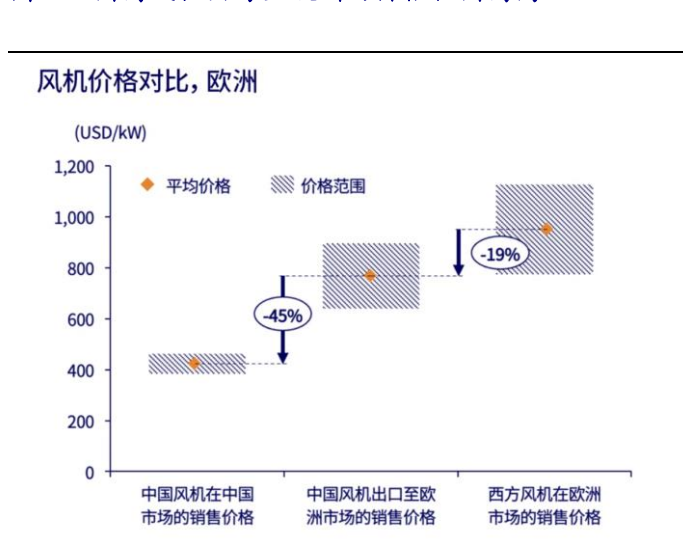 风机价格对比，欧洲
(USD/kW)
1,200
平均价格
价格范围
1,000
-19%
800
-45%
600
400
200
0
中国风机在中国
市场的销售价格
中国风机出口至欧
洲市场的销售价格
西方风机在欧洲
市场的销售价格